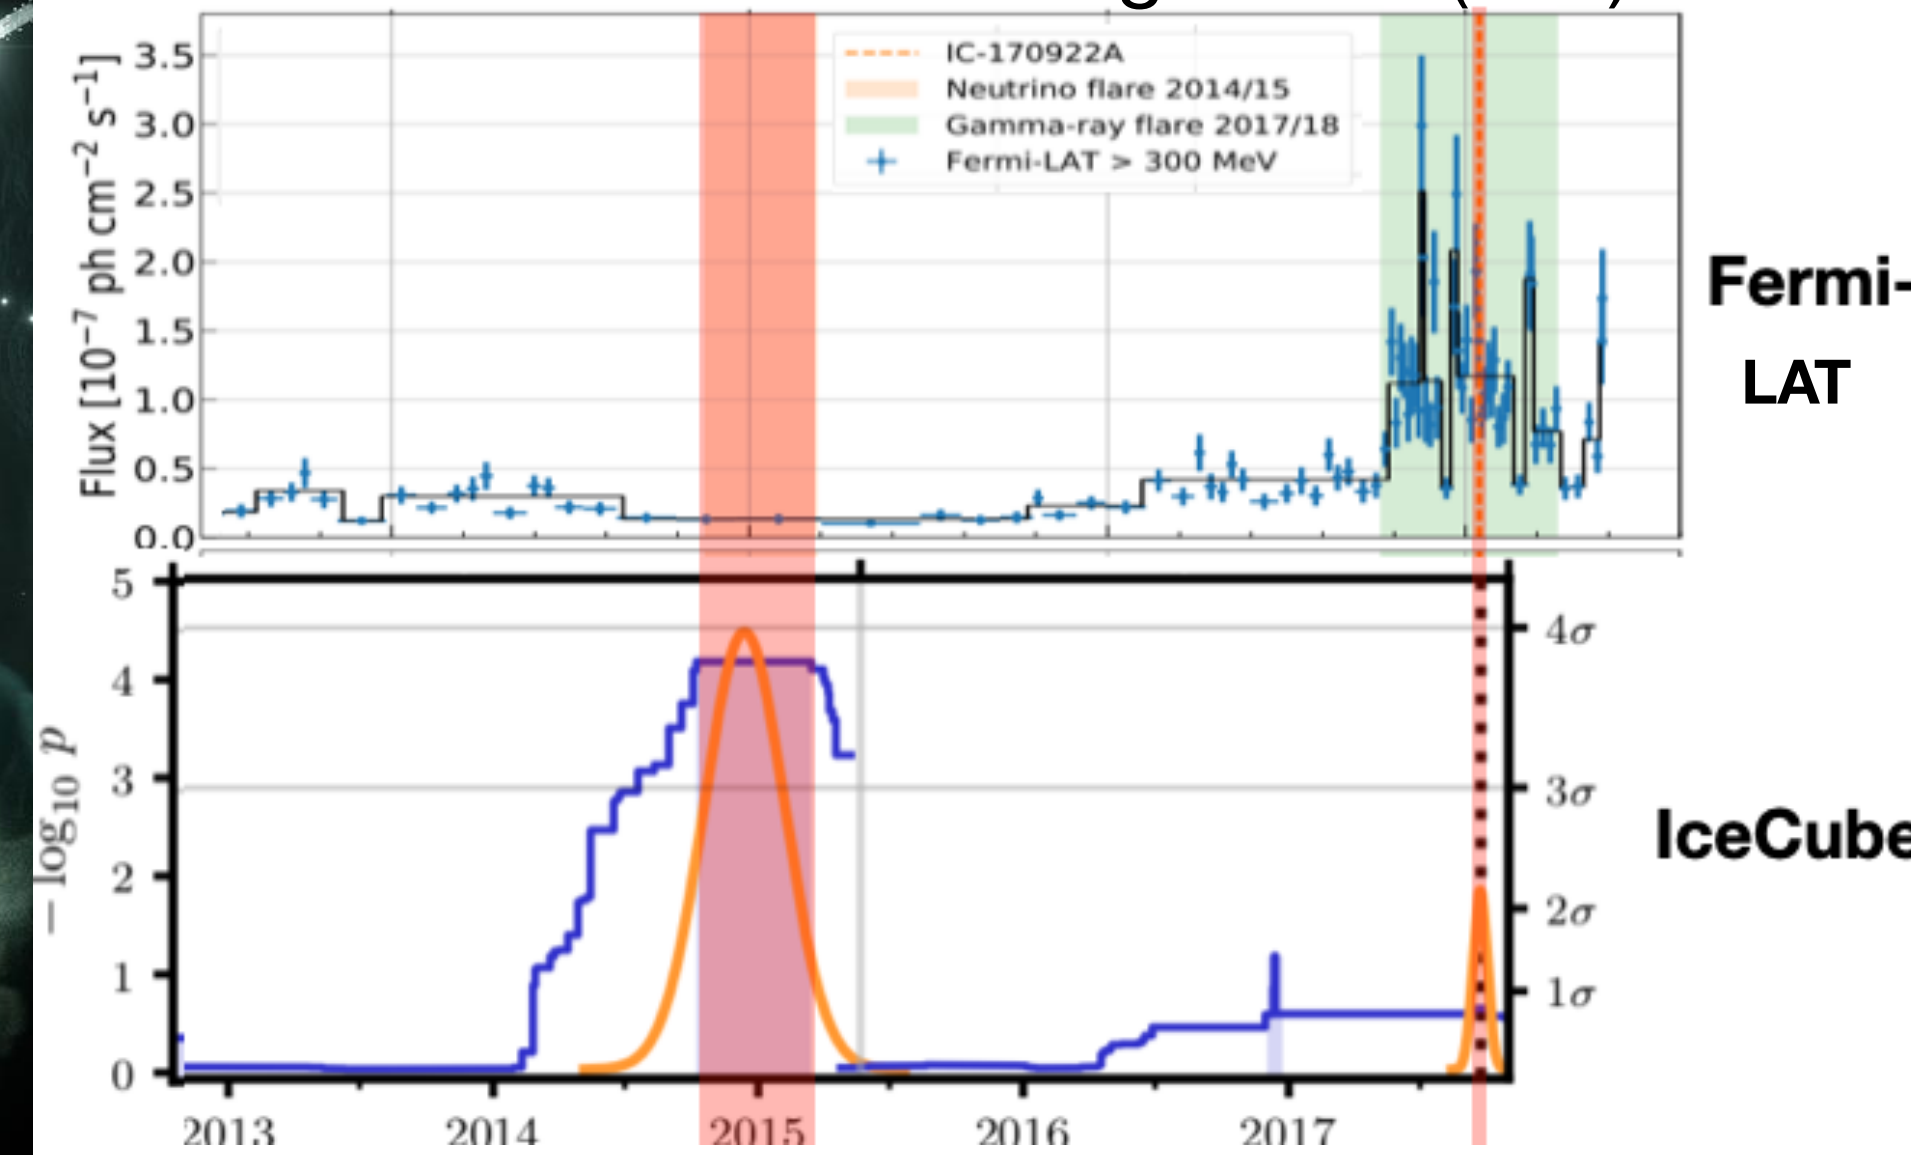 Flux [10⁻⁷ ph cm⁻² s⁻¹]
3.5
3.0
2.5
2.0
1.5
1.0
0.5
0.0
IC-170922A
Neutrino flare 2014/15
Gamma-ray flare 2017/18
Fermi-LAT > 300 MeV
Fermi-
LAT
− log₁₀ p
5
4
3
2
1
0
4σ
3σ
2σ
1σ
IceCube
2013 2014 2015 2016 2017